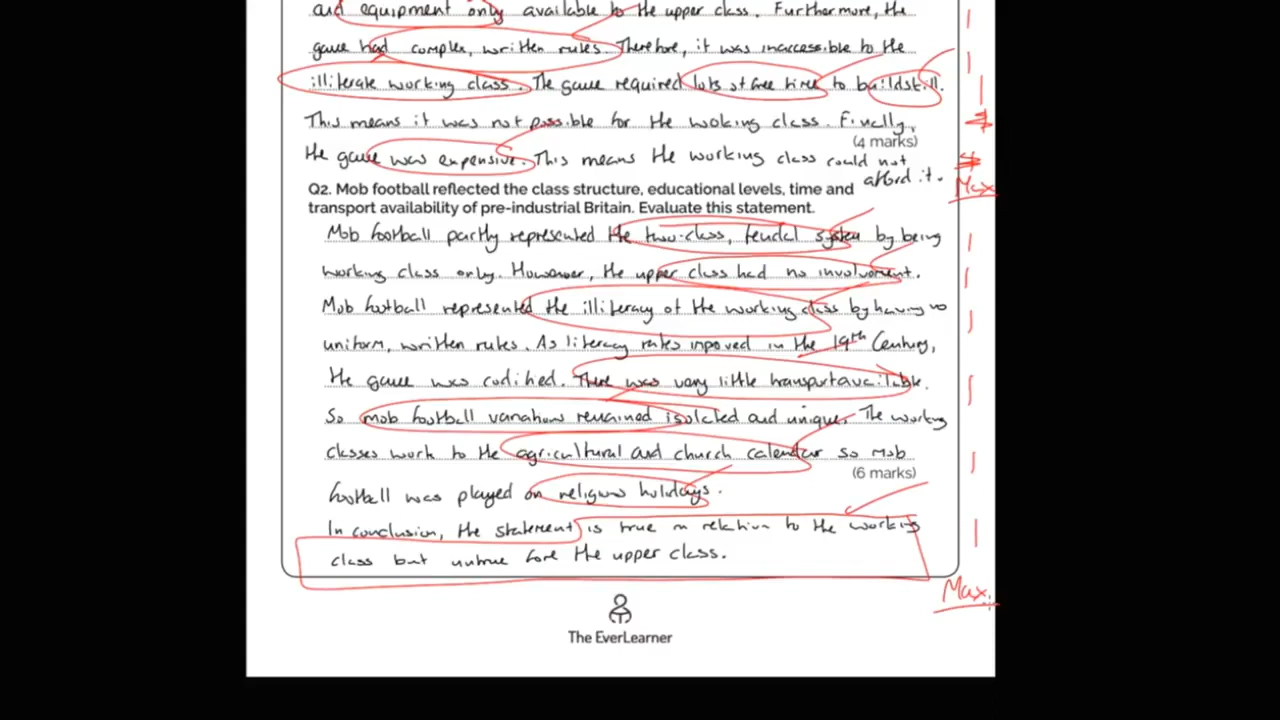 and equipment only available to the upper class. Furthermore, the
game had complex, written rules. Therefore, it was inaccessible to the
illiterate working class. The game required lots of free time to build skill.
This means it was not possible for the woking class. Finally,
(4 marks)
the game was expensive. This means the working class could not
afford it.
Max
Q2. Mob football reflected the class structure, educational levels, time and
transport availability of pre-industrial Britain. Evaluate this statement.
Mob football partly represented the two-class, feudal system by being
working class only. However, the upper class had no involvement.
Mob football represented the illiteracy of the working class by having no
uniform, written rules. As literacy rates improved in the 19th Century,
the game was codified. There was very little transport available.
So mob football remained isolated and unique. The working
classes work to the agricultural and church calendar so mob
(6 marks)
football was played on religious holidays.
In conclusion, the statement is true in relation to the working
class but untrue fore the upper class.
Max
The EverLearner